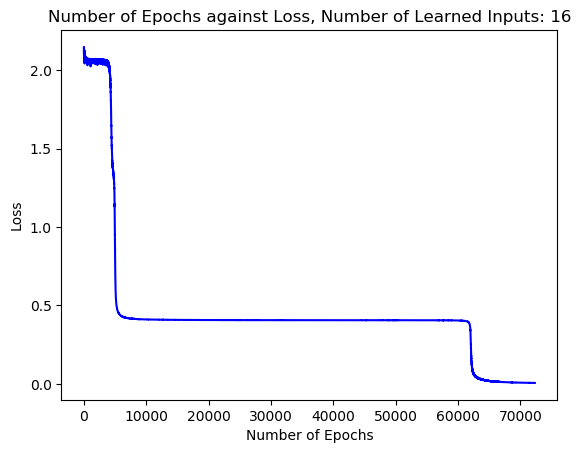 Number of Epochs against Loss, Number of Learned Inputs: 16
2.0
1.5
1.0
0.5
0.0
Loss
0 10000 20000 30000 40000 50000 60000 70000
Number of Epochs